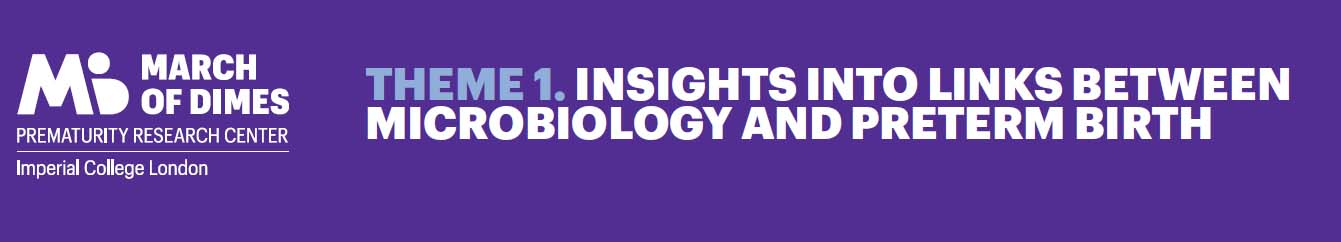 MARCH
OF DIMES
PREMATURITY RESEARCH CENTER
Imperial College London
THEME 1. INSIGHTS INTO LINKS BETWEEN
MICROBIOLOGY AND PRETERM BIRTH